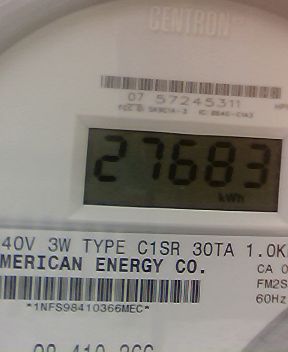 CENTRON
07 57245311
27683
kWh
40V 3W TYPE C1SR 30TA 1.0K
MERICAN ENERGY CO.
CA 0
FM2S
60Hz
*1NFS98410366MEC*